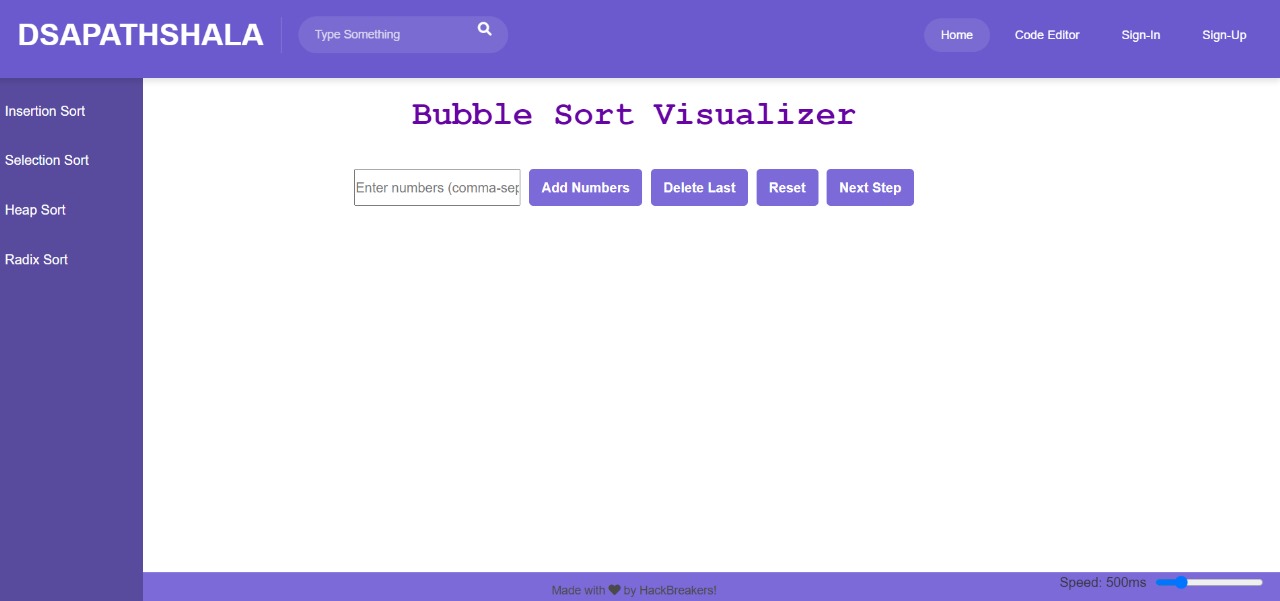 DSAPATHSHALA
Type Something
Home
Code Editor
Sign-In
Sign-Up
Insertion Sort
Selection Sort
Heap Sort
Radix Sort
Bubble Sort Visualizer
Enter numbers (comma-sep
Add Numbers
Delete Last
Reset
Next Step
Speed: 500ms
Made with ❤ by HackBreakers!